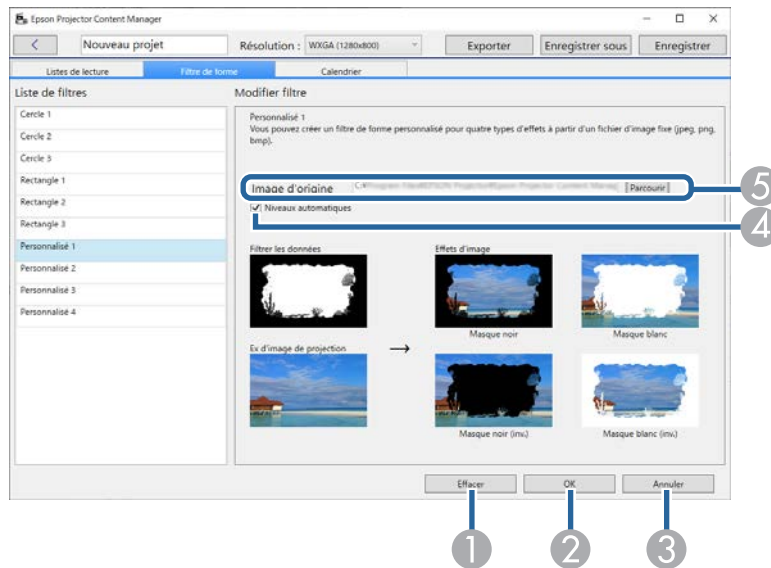 Epson Projector Content Manager
Nouveau projet
Résolution :
WXGA (1280x800)
Exporter
Enregistrer sous
Enregistrer
Listes de lecture
Filtre de forme
Calendrier
Liste de filtres
Modifier filtre
Cercle 1
Cercle 2
Cercle 3
Rectangle 1
Rectangle 2
Rectangle 3
Personnalisé 1
Personnalisé 2
Personnalisé 3
Personnalisé 4
Personnalisé 1
Vous pouvez créer un filtre de forme personnalisé pour quatre types d'effets à partir d'un fichier d'image fixe (jpeg, png,
bmp).
Image d'origine
Parcourir
5
Niveaux automatiques
4
Filtrer les données
Effets d'image
Masque noir
Masque blanc
Ex d'image de projection
→
Masque noir (inv.)
Masque blanc (inv.)
Effacer
OK
Annuler
1
2
3